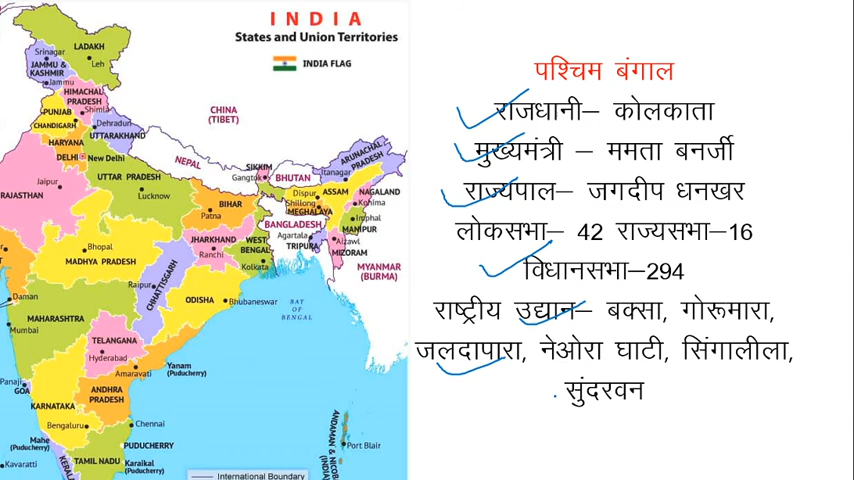 INDIA
States and Union Territories
INDIA FLAG
LADAKH
Srinagar
Leh
JAMMU &
KASHMIR
Jammu
HIMACHAL
PRADESH
Shimla
PUNJAB
CHANDIGARH
Dehradun
UTTARAKHAND
HARYANA
DELHI
New Delhi
CHINA
(TIBET)
NEPAL
SIKKIM
Gangtok
BHUTAN
ARUNACHAL
PRADESH
Itanagar
RAJASTHAN
Jaipur
UTTAR PRADESH
Lucknow
BIHAR
Patna
Dispur
ASSAM
Shillong
MEGHALAYA
NAGALAND
Kohima
Imphal
MANIPUR
BANGLADESH
Agartala
TRIPURA
Aizawl
MIZORAM
MYANMAR
(BURMA)
Bhopal
MADHYA PRADESH
JHARKHAND
Ranchi
WEST
BENGAL
Kolkata
CHHATTISGARH
Raipur
ODISHA
Bhubaneswar
BAY
OF
BENGAL
Daman
MAHARASHTRA
Mumbai
TELANGANA
Hyderabad
Amaravati
Yanam
(Puducherry)
Panaji
GOA
ANDHRA
PRADESH
KARNATAKA
Bengaluru
Chennai
Mahe
(Puducherry)
PUDUCHERRY
TAMIL NADU
Karaikal
(Puducherry)
Kavaratti
KERALA
ANDAMAN & NICOB
(INDIA)
Port Blair
International Boundary
पश्चिम बंगाल
राजधानी– कोलकाता
मुख्यमंत्री – ममता बनर्जी
राज्यपाल– जगदीप धनखर
लोकसभा– 42 राज्यसभा–16
विधानसभा–294
राष्ट्रीय उद्यान– बक्सा, गोरूमारा,
जलदापारा, नेओरा घाटी, सिंगालीला,
सुंदरवन